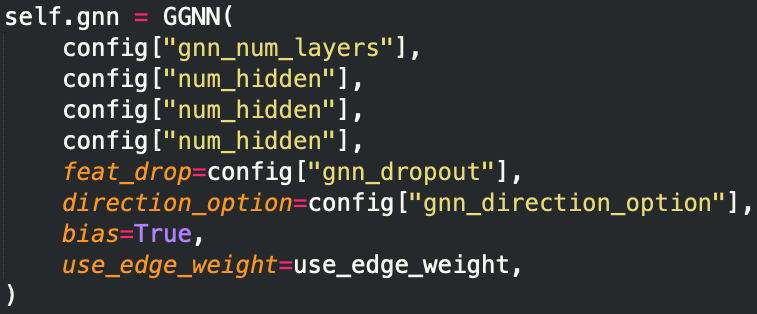 self.gnn = GGNN(
    config["gnn_num_layers"],
    config["num_hidden"],
    config["num_hidden"],
    config["num_hidden"],
    feat_drop=config["gnn_dropout"],
    direction_option=config["gnn_direction_option"],
    bias=True,
    use_edge_weight=use_edge_weight,
)